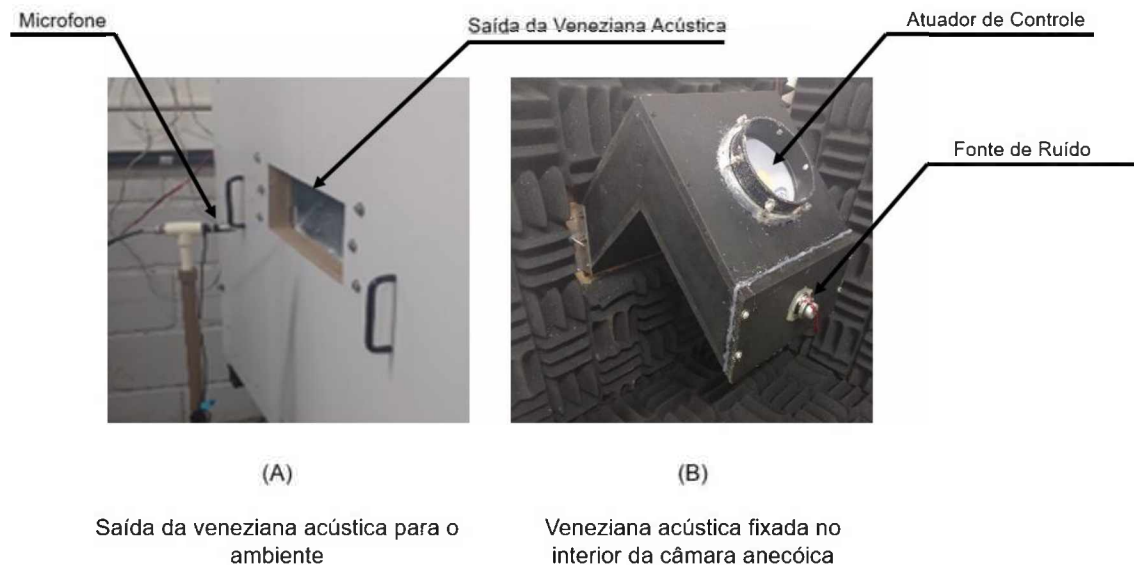 Microfone
Saída da Veneziana Acústica
Atuador de Controle
Fonte de Ruído
(A)
(B)
Saída da veneziana acústica para o
ambiente
Veneziana acústica fixada no
interior da câmara anecóica